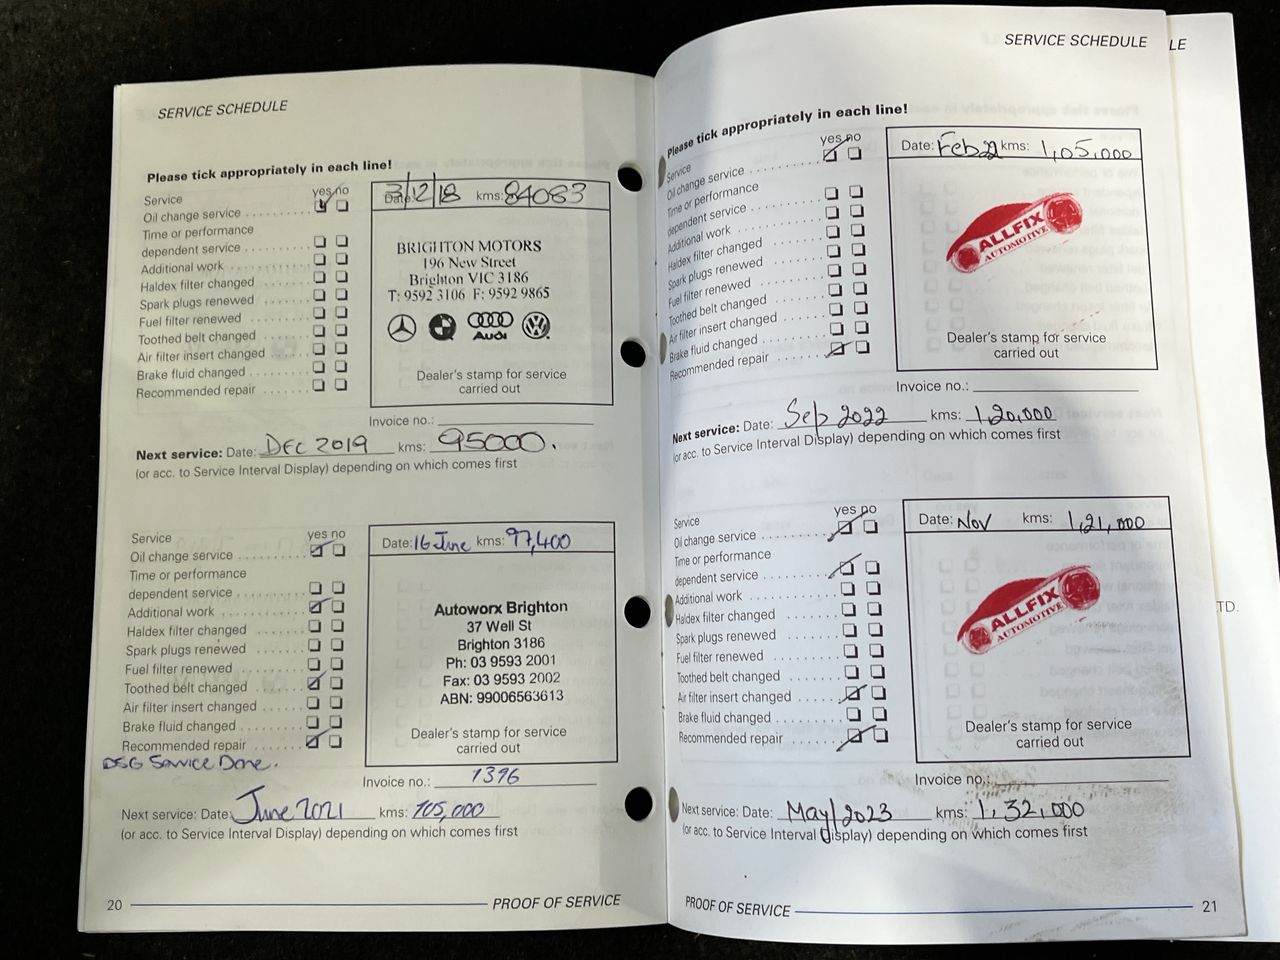 SERVICE SCHEDULE
Please tick appropriately in each line!
Service yes no
Oil change service
Time or performance
dependent service
Additional work
Haldex filter changed
Spark plugs renewed
Fuel filter renewed
Toothed belt changed
Air filter insert changed
Brake fluid changed
Recommended repair
Date: 3/12/18 kms: 84083
BRIGHTON MOTORS
196 New Street
Brighton VIC 3186
T: 9592 3106 F: 9592 9865
Audi
Dealer's stamp for service
carried out
Invoice no.:
Next service: Date: DEC 2019 kms: 95000.
(or acc. to Service Interval Display) depending on which comes first
Service yes no
Oil change service
Time or performance
dependent service
Additional work
Haldex filter changed
Spark plugs renewed
Fuel filter renewed
Toothed belt changed
Air filter insert changed
Brake fluid changed
Recommended repair
DSG Service Done.
Date: 16 June kms: 97,400
Autoworx Brighton
37 Well St
Brighton 3186
Ph: 03 9593 2001
Fax: 03 9593 2002
ABN: 99006563613
Dealer's stamp for service
carried out
Invoice no.: 1396
Next service: Date: June 2021 kms: 105,000
(or acc. to Service Interval Display) depending on which comes first
20 PROOF OF SERVICE
SERVICE SCHEDULE
LE
Please tick appropriately in each line!
Service yes no
Oil change service
Time or performance
dependent service
Additional work
Haldex filter changed
Spark plugs renewed
Fuel filter renewed
Toothed belt changed
Air filter insert changed
Brake fluid changed
Recommended repair
Date: Feb 22 kms: 1,05,000
ALLFIX
AUTOMOTIVE
Dealer's stamp for service
carried out
Invoice no.:
Next service: Date: Sep 2022 kms: 1,20,000
(or acc. to Service Interval Display) depending on which comes first
Service yes no
Oil change service
Time or performance
dependent service
Additional work
Haldex filter changed
Spark plugs renewed
Fuel filter renewed
Toothed belt changed
Air filter insert changed
Brake fluid changed
Recommended repair
Date: Nov kms: 1,21,000
ALLFIX
AUTOMOTIVE
TD.
Dealer's stamp for service
carried out
Invoice no.:
Next service: Date: May/2023 kms: 1,32,000
(or acc. to Service Interval Display) depending on which comes first
PROOF OF SERVICE 21